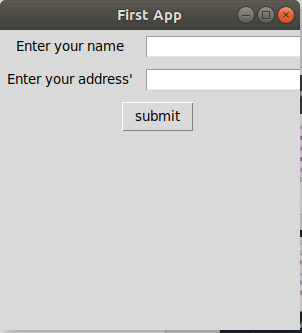 First App
Enter your name
Enter your address'
submit